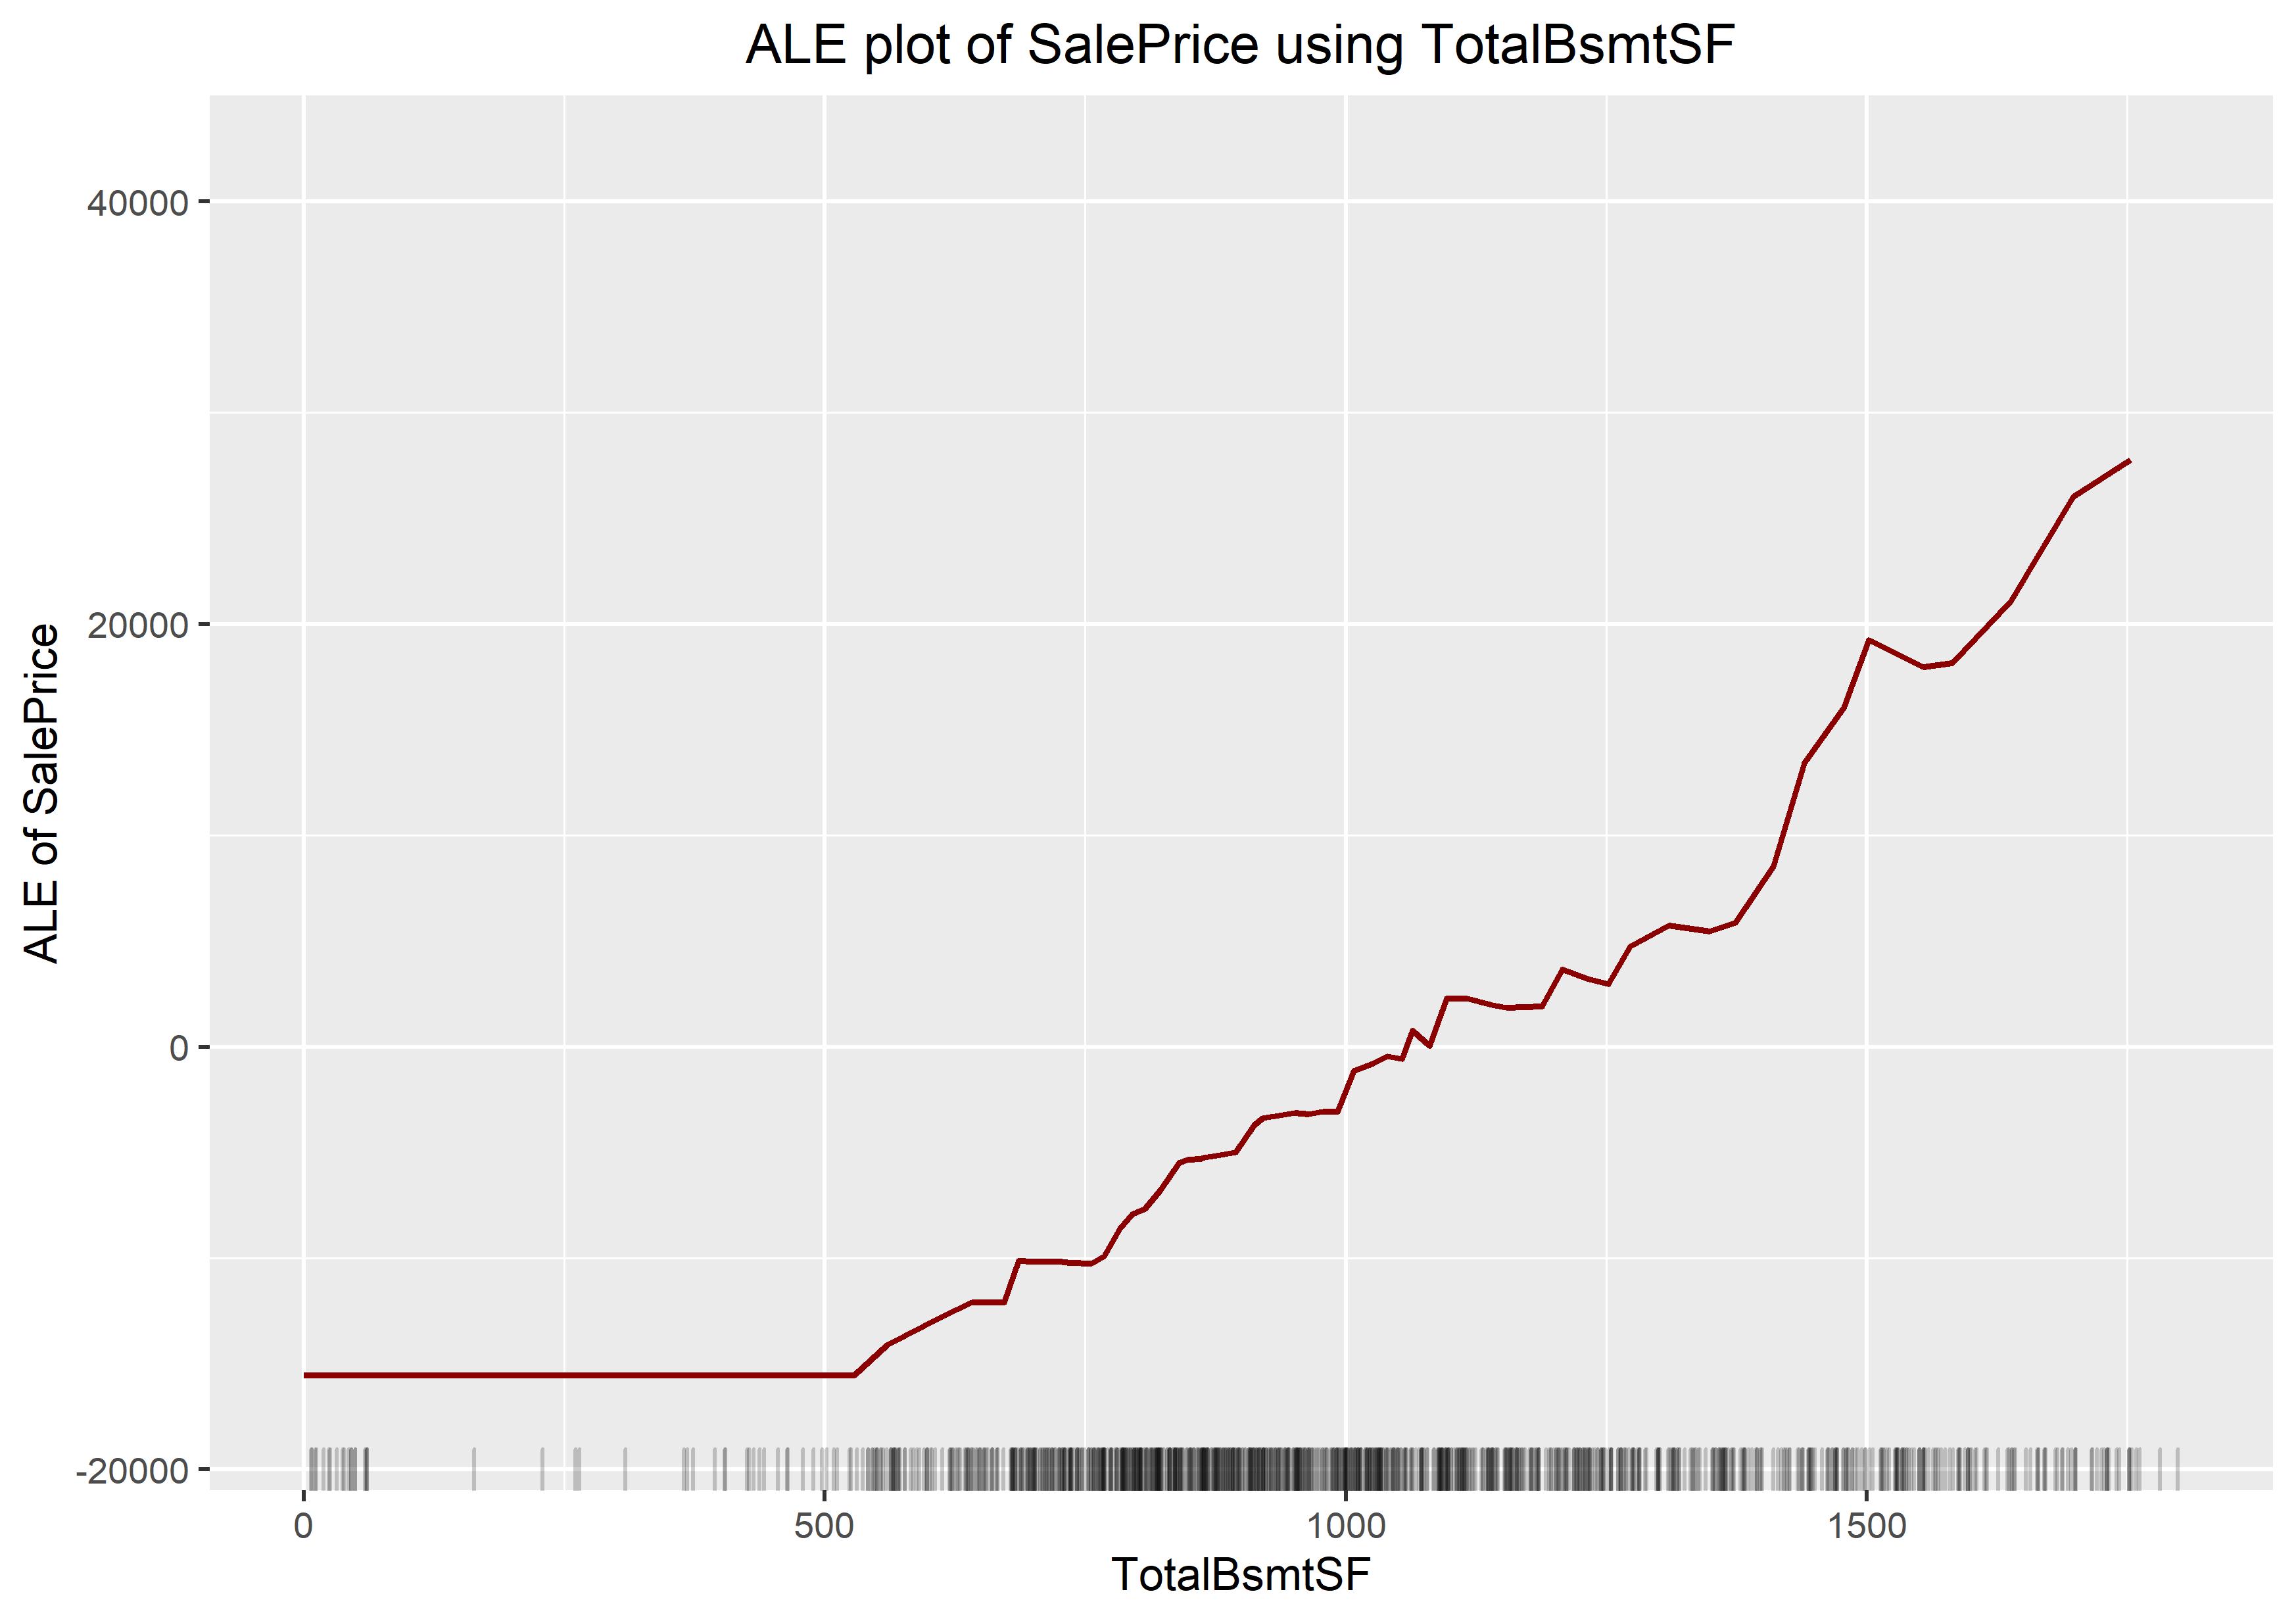 ALE plot of SalePrice using TotalBsmtSF
40000
20000
0
-20000
ALE of SalePrice
0 500 1000 1500
TotalBsmtSF